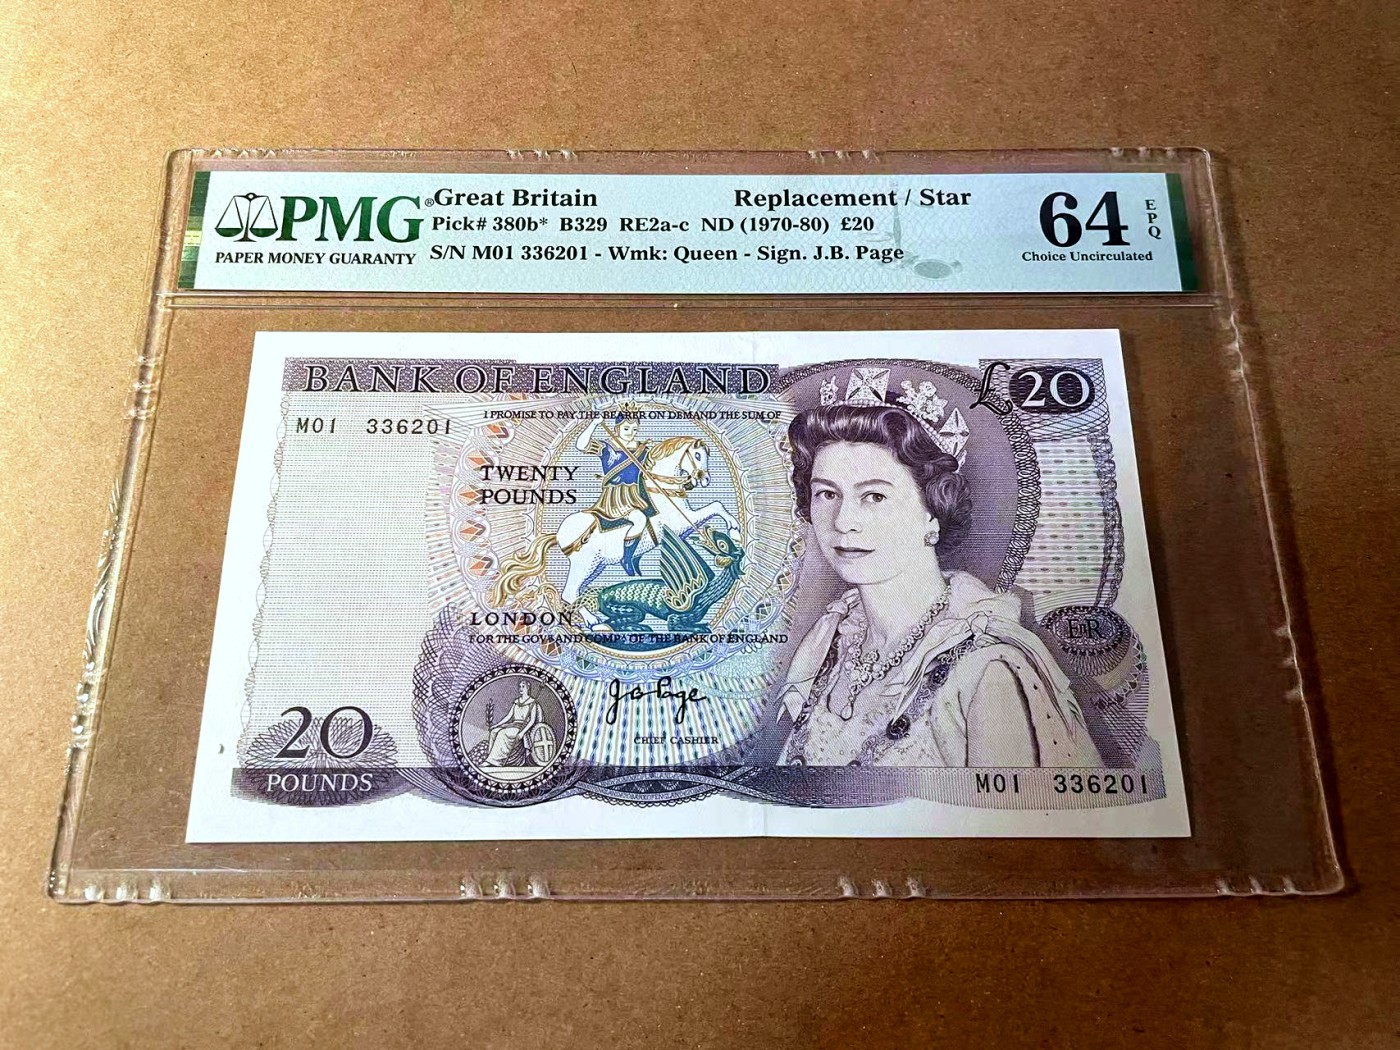 PMG®
PAPER MONEY GUARANTY
Great Britain Replacement / Star
Pick# 380b* B329 RE2a-c ND (1970-80) £20
S/N M01 336201 - Wmk: Queen - Sign. J.B. Page
64
EPQ
Choice Uncirculated
BANK OF ENGLAND
£20
I PROMISE TO PAY THE BEARER ON DEMAND THE SUM OF
M01 336201
TWENTY
POUNDS
LONDON
FOR THE GOVR AND COMPA OF THE BANK OF ENGLAND
EIIR
J B Page
CHIEF CASHIER
20
POUNDS
M01 336201